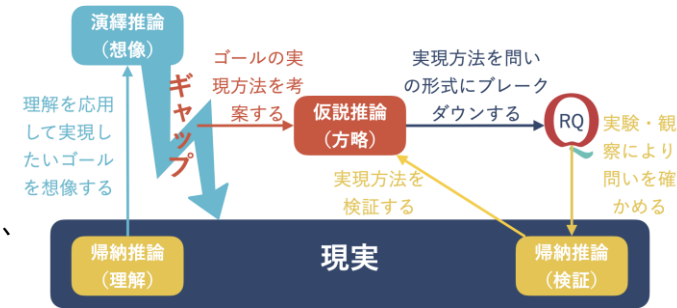 演繹推論
（想像）
ギャップ
ゴールの実
現方法を考
案する
仮説推論
（方略）
実現方法を問い
の形式にブレーク
ダウンする
RQ
実験・観
察により
問いを確
かめる
理解を応用
して実現し
たいゴール
を想像する
実現方法を
検証する
、
帰納推論
（理解）
現実
帰納推論
（検証）